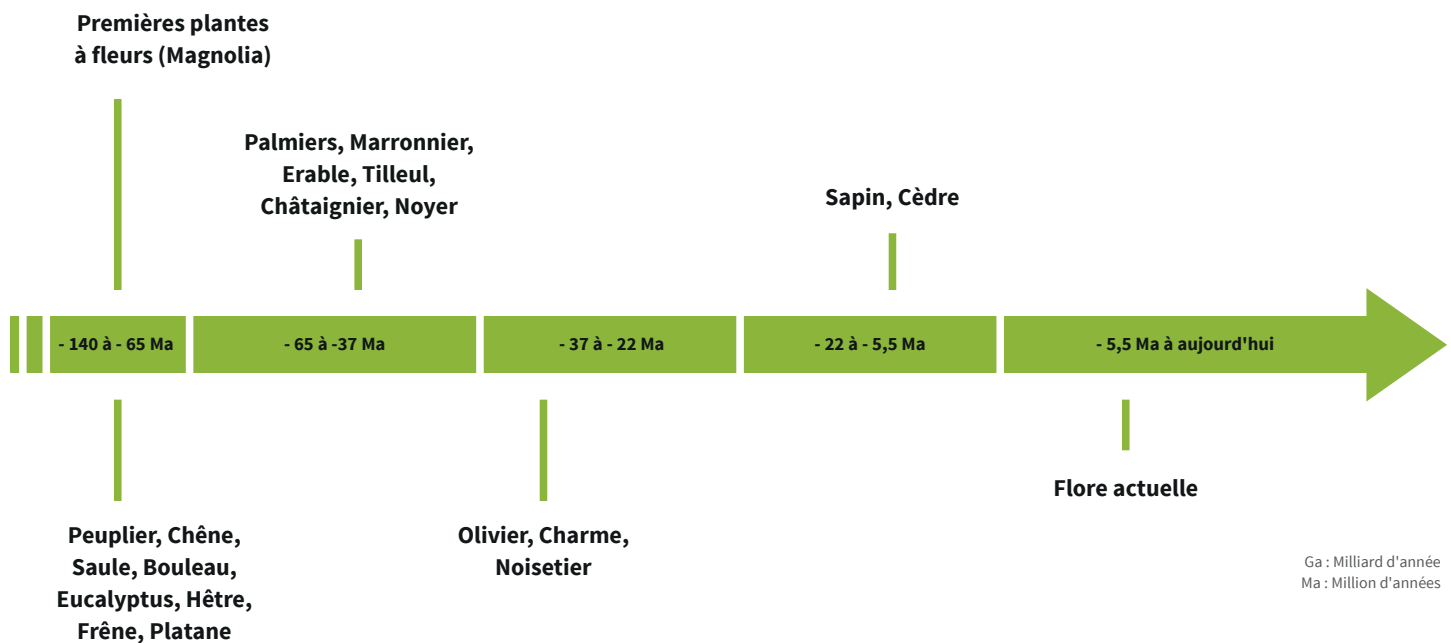 Premières plantes
à fleurs (Magnolia)
Palmiers, Marronnier,
Erable, Tilleul,
Châtaignier, Noyer
Sapin, Cèdre
- 140 à - 65 Ma
- 65 à -37 Ma
- 37 à - 22 Ma
- 22 à - 5,5 Ma
- 5,5 Ma à aujourd'hui
Peuplier, Chêne,
Saule, Bouleau,
Eucalyptus, Hêtre,
Frêne, Platane
Olivier, Charme,
Noisetier
Flore actuelle
Ga : Milliard d'année
Ma : Million d'années